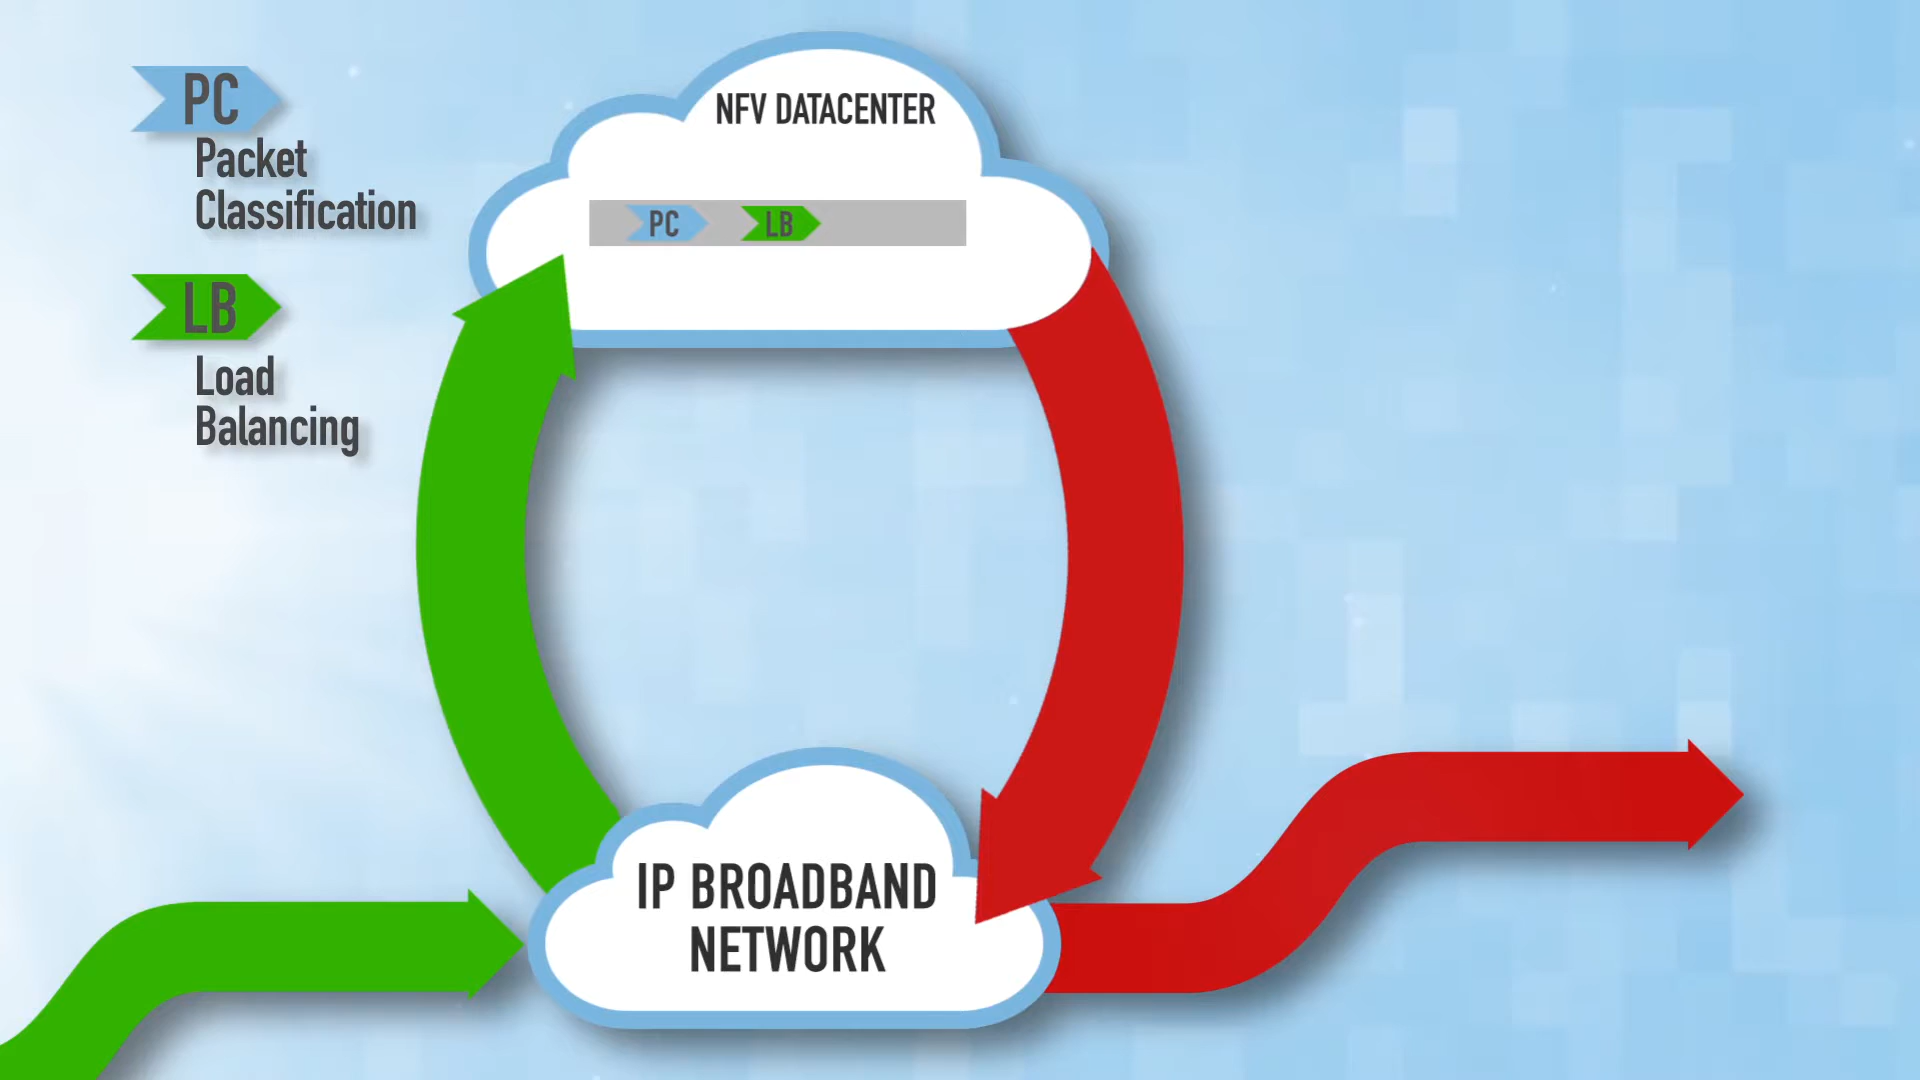 PC
Packet
Classification
LB
Load
Balancing
NFV DATACENTER
PC LB
IP BROADBAND
NETWORK